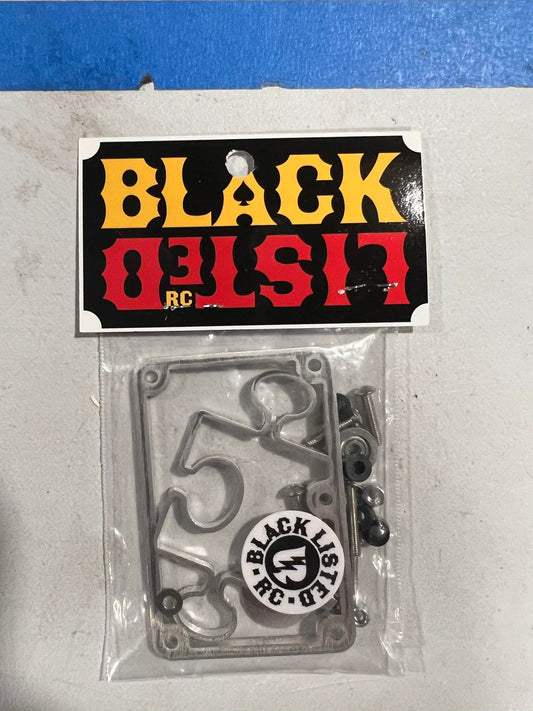 BLACK
LISTED
RC
BLACK LISTED
• RC •